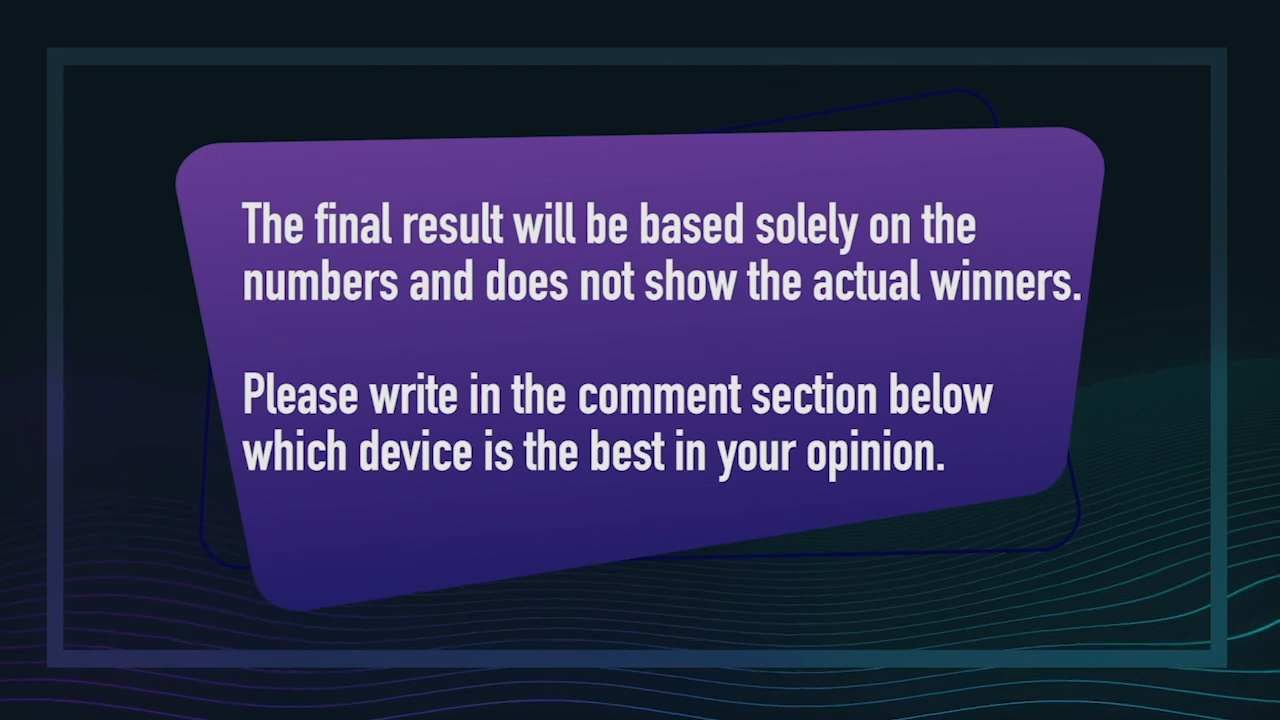 The final result will be based solely on the
numbers and does not show the actual winners.
Please write in the comment section below
which device is the best in your opinion.